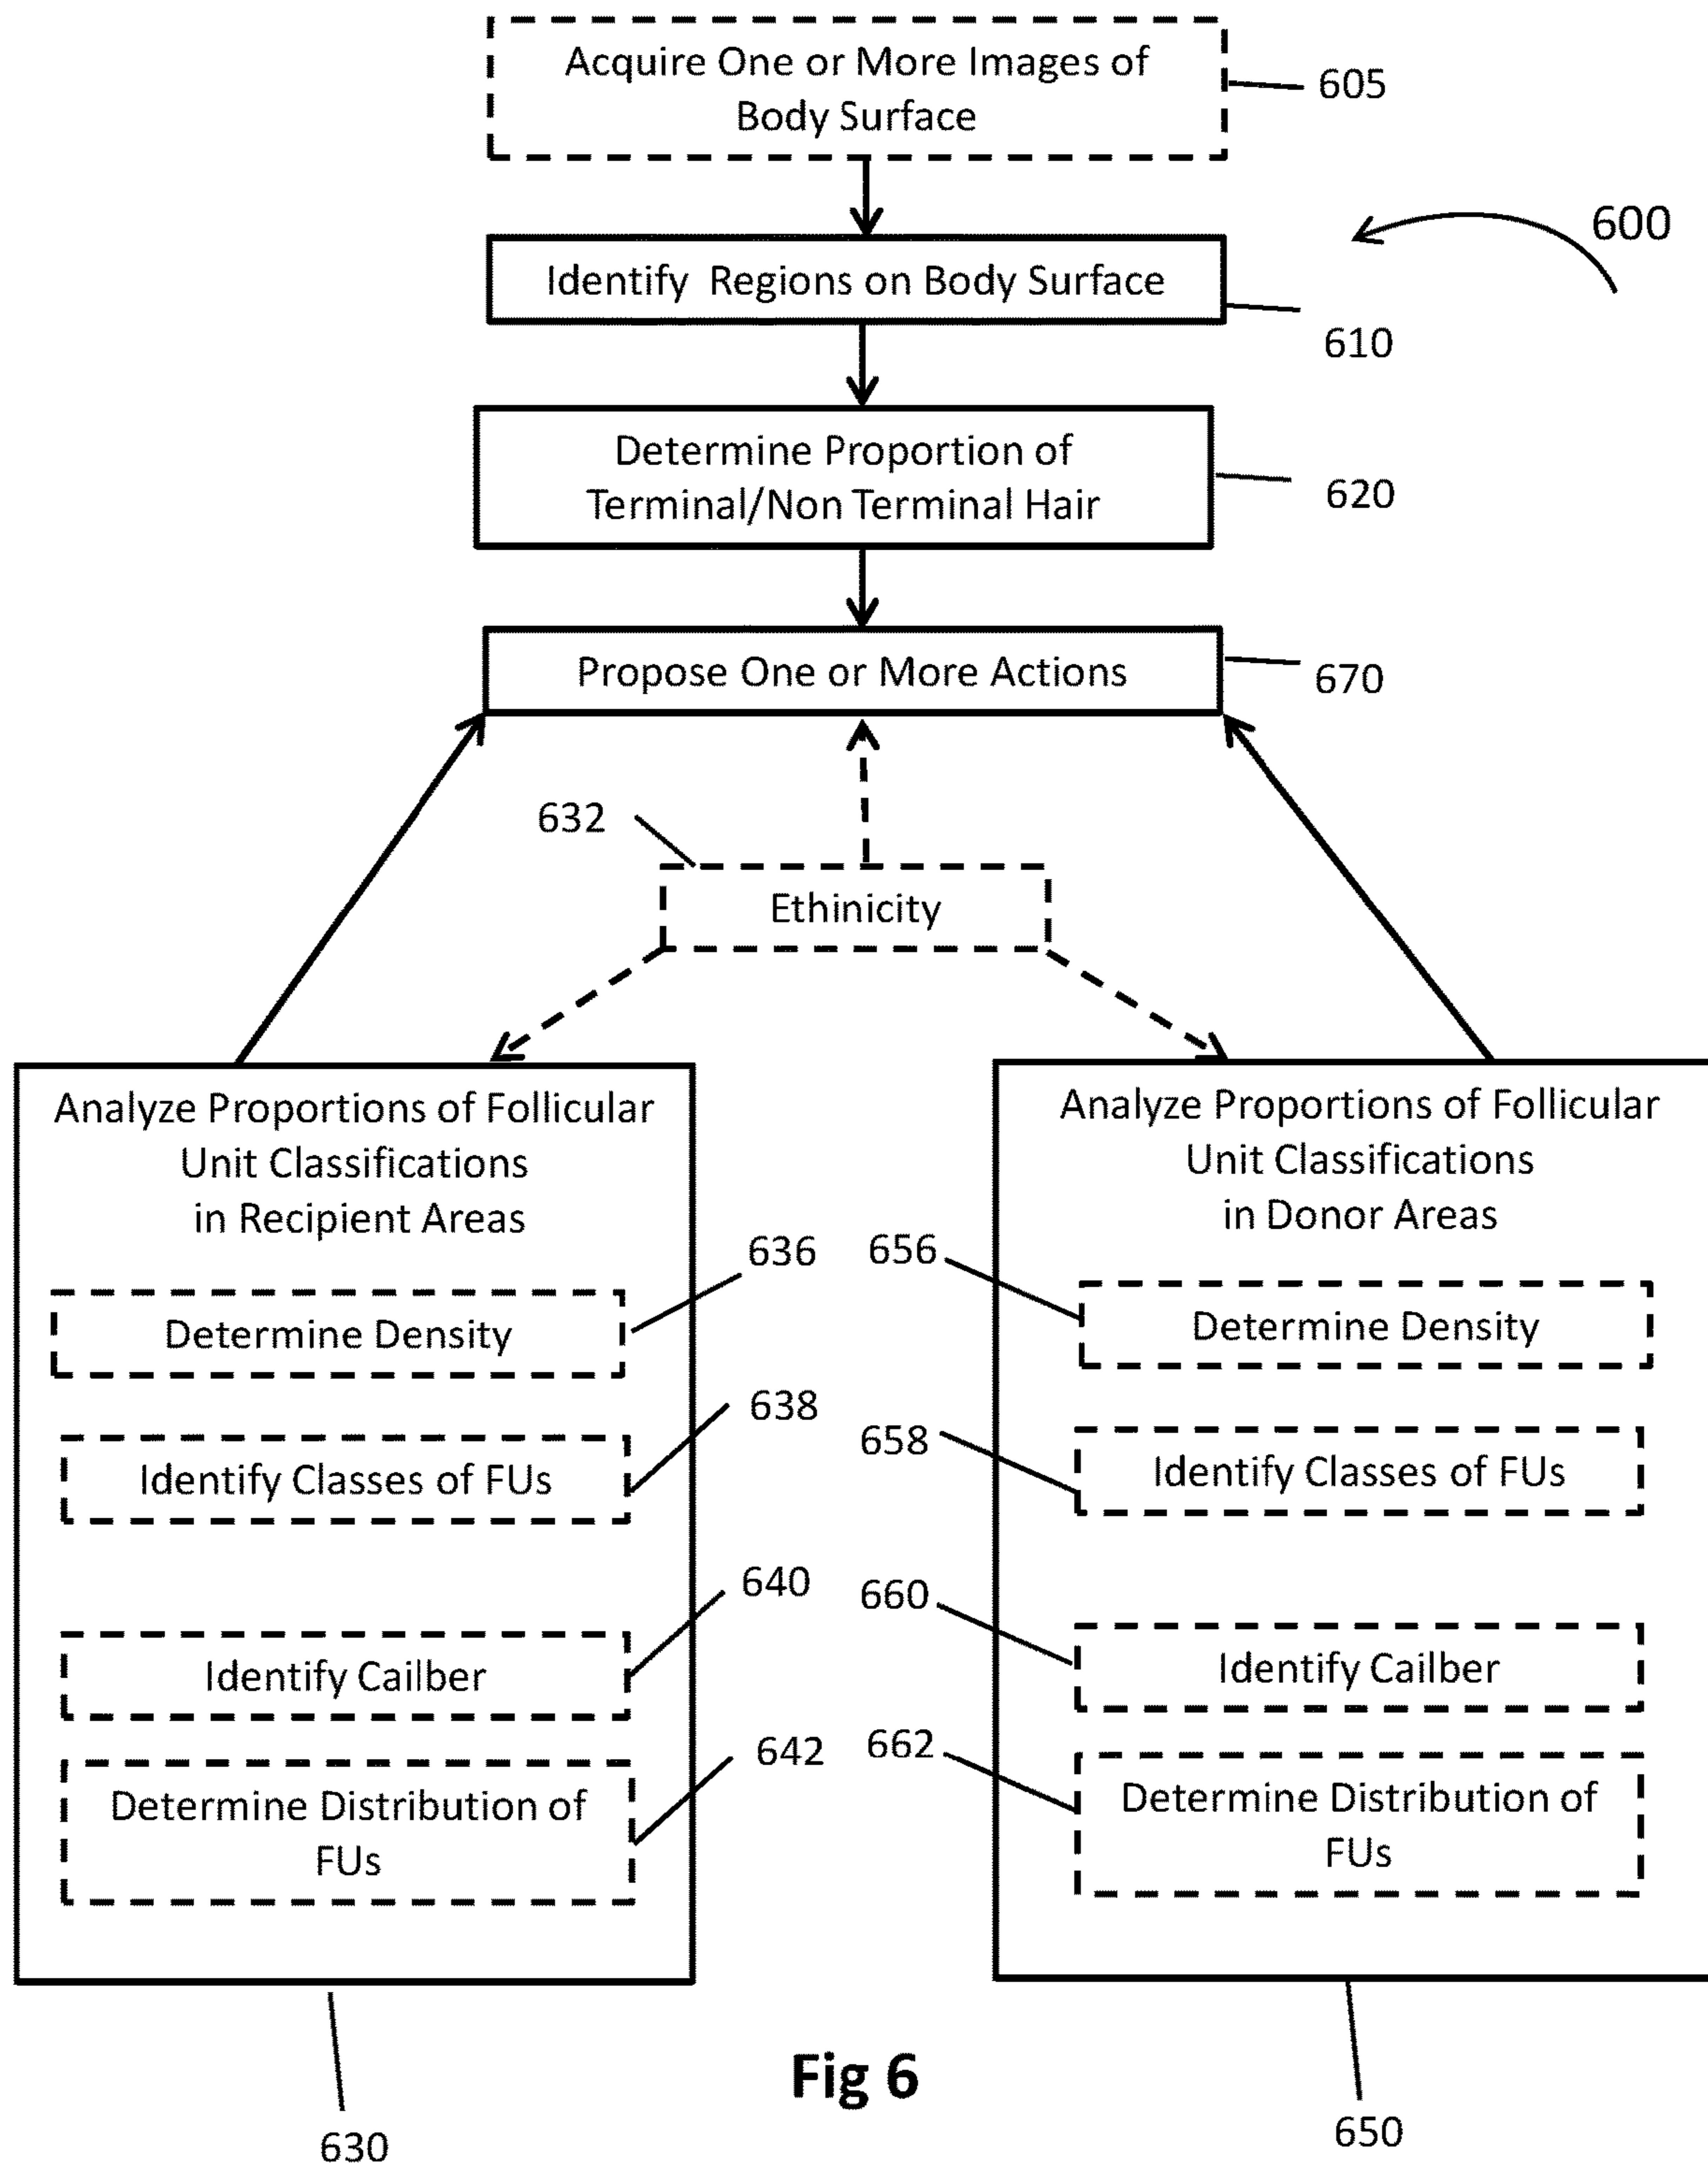 Acquire One or More Images of
Body Surface
605
600
Identify Regions on Body Surface
610
Determine Proportion of
Terminal/Non Terminal Hair
620
Propose One or More Actions
670
632
Ethinicity
Analyze Proportions of Follicular
Unit Classifications
in Recipient Areas
636
Determine Density
638
Identify Classes of FUs
640
Identify Cailber
642
Determine Distribution of
FUs
630
Analyze Proportions of Follicular
Unit Classifications
in Donor Areas
656
Determine Density
658
Identify Classes of FUs
660
Identify Cailber
662
Determine Distribution of
FUs
650
Fig 6